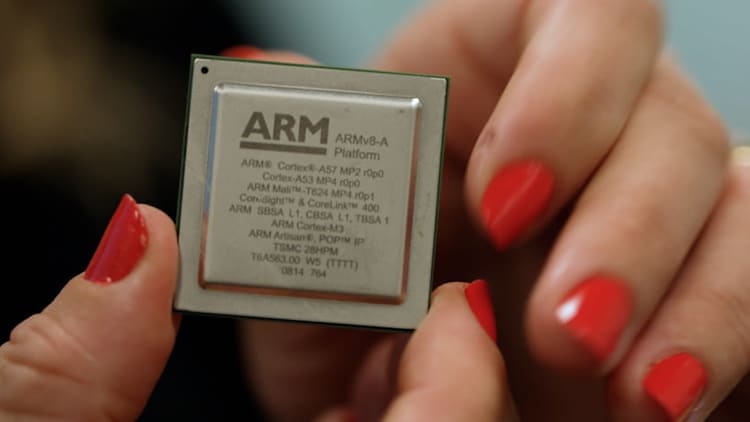 ARM ARMv8-A
Platform
ARM® Cortex®-A57 MP2 r0p0
Cortex-A53 MP4 r0p0
ARM Mali™-T624 MP4 r0p1
CoreSight™ & CoreLink™ 400
ARM SBSA L1, CBSA L1, TBSA 1
ARM Cortex-M3
ARM Artisan®, POP™ IP
TSMC 28HPM
T6A563.00 W5 (TTTT)
0814 764